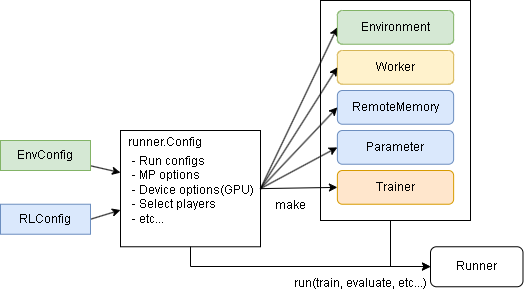 EnvConfig
RLConfig
runner.Config
- Run configs
- MP options
- Device options(GPU)
- Select players
- etc...
make
Environment
Worker
RemoteMemory
Parameter
Trainer
run(train, evaluate, etc...)
Runner